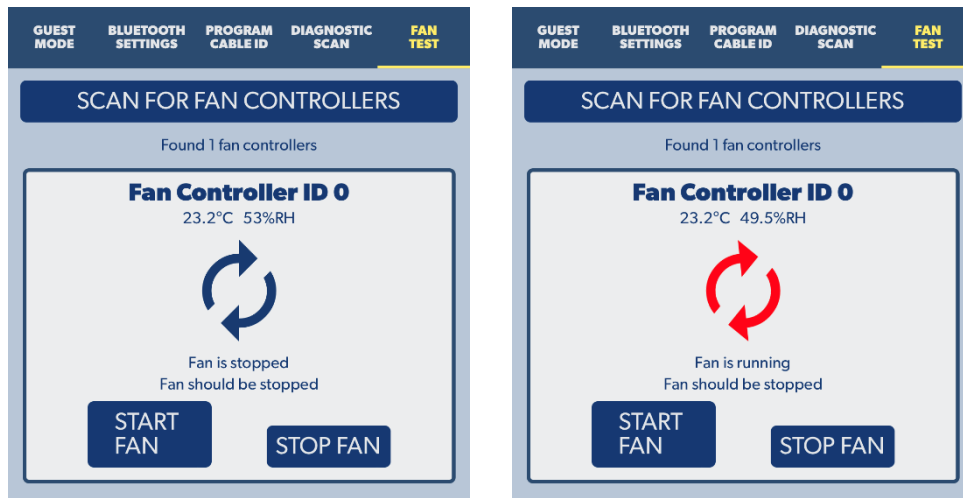 GUEST MODE
BLUETOOTH SETTINGS
PROGRAM CABLE ID
DIAGNOSTIC SCAN
FAN TEST
SCAN FOR FAN CONTROLLERS
Found 1 fan controllers
Fan Controller ID 0
23.2°C 53%RH
Fan is stopped
Fan should be stopped
START
FAN
STOP FAN
GUEST MODE
BLUETOOTH SETTINGS
PROGRAM CABLE ID
DIAGNOSTIC SCAN
FAN TEST
SCAN FOR FAN CONTROLLERS
Found 1 fan controllers
Fan Controller ID 0
23.2°C 49.5%RH
Fan is running
Fan should be stopped
START
FAN
STOP FAN